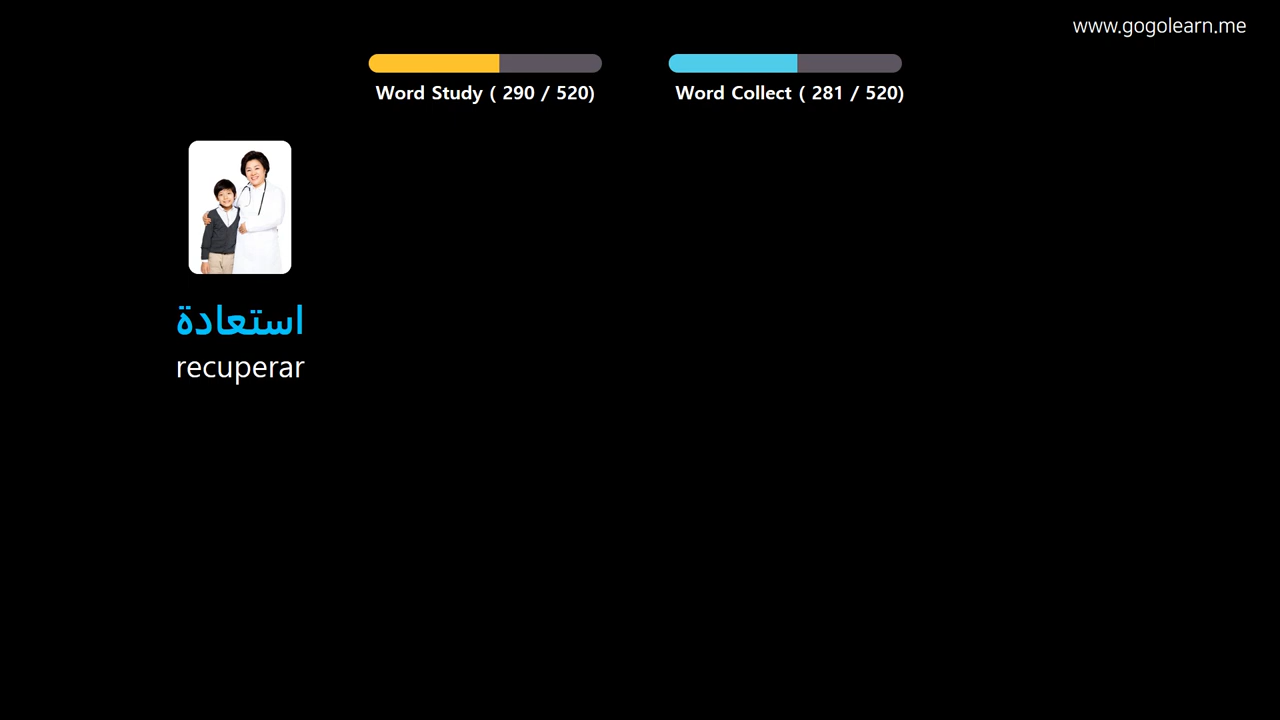 www.gogolearn.me
Word Study ( 290 / 520)
Word Collect ( 281 / 520)
استعادة
recuperar